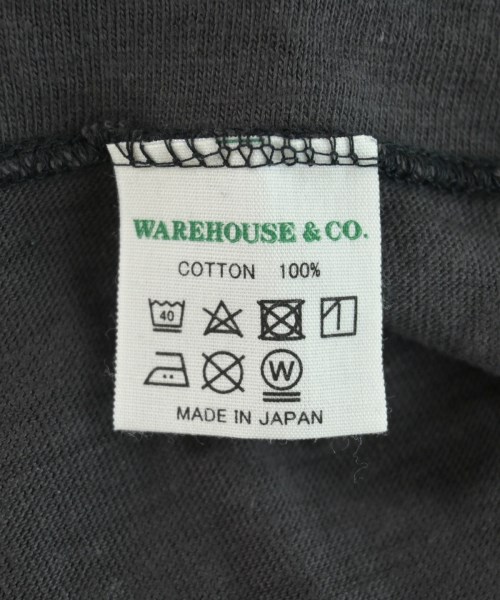 WAREHOUSE & CO.
COTTON 100%
40
W
MADE IN JAPAN